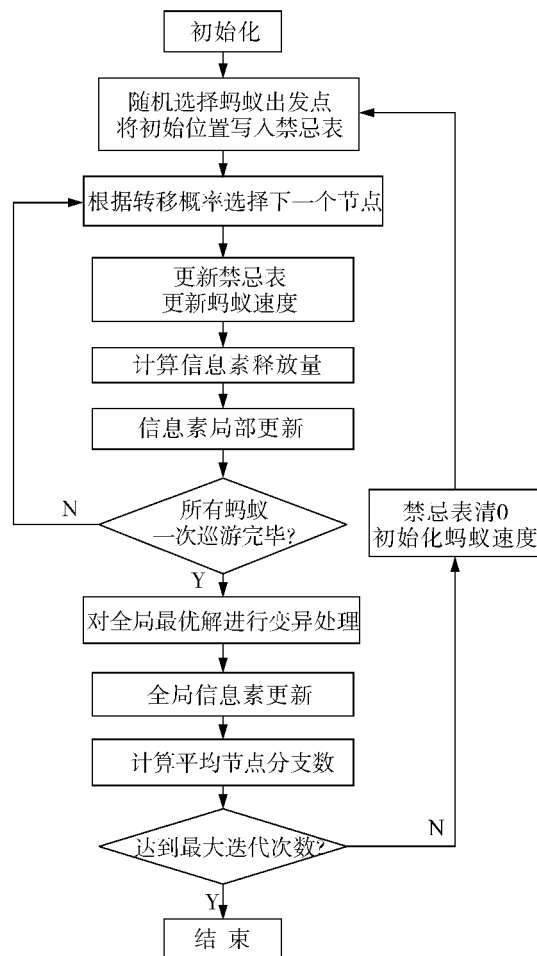 初始化
随机选择蚂蚁出发点
将初始位置写入禁忌表
根据转移概率选择下一个节点
更新禁忌表
更新蚂蚁速度
计算信息素释放量
信息素局部更新
所有蚂蚁
一次巡游完毕?
N
Y
禁忌表清0
初始化蚂蚁速度
对全局最优解进行变异处理
全局信息素更新
计算平均节点分支数
达到最大迭代次数?
N
Y
结 束